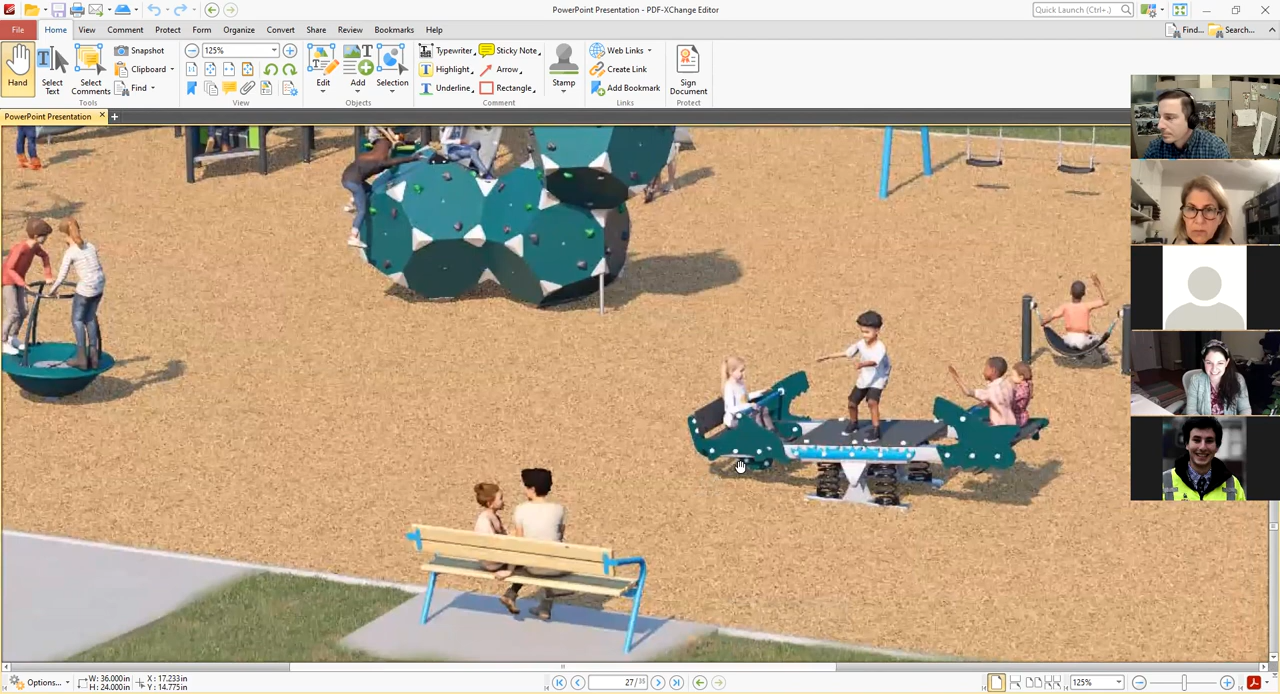 PowerPoint Presentation - PDF-XChange Editor
Quick Launch (Ctrl+.)
File Home View Comment Protect Form Organize Convert Share Review Bookmarks Help
Find... Search...
Hand
Select Text
Select Comments
Snapshot
Clipboard
Find
Tools
125%
View
Edit
Add
Selection
Objects
Typewriter
Highlight
Underline
Sticky Note
Arrow
Rectangle
Comment
Stamp
Web Links
Create Link
Add Bookmark
Links
Sign Document
Protect
PowerPoint Presentation
Options...
W: 36.000in
H: 24.000in
X: 17.233in
Y: 14.775in
27/35
125%